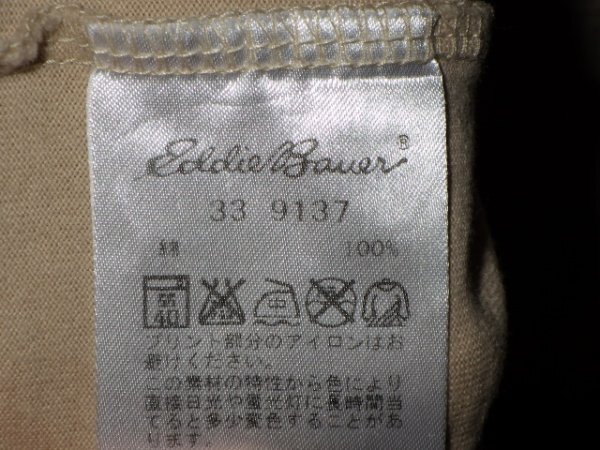 Eddie Bauer®
33 9137
綿 100%
弱 40
中
プリント部分のアイロンはお
避けください。
この素材の特性から色により
直接日光や蛍光灯に長時間当
てると多少変色することがあ
ります。